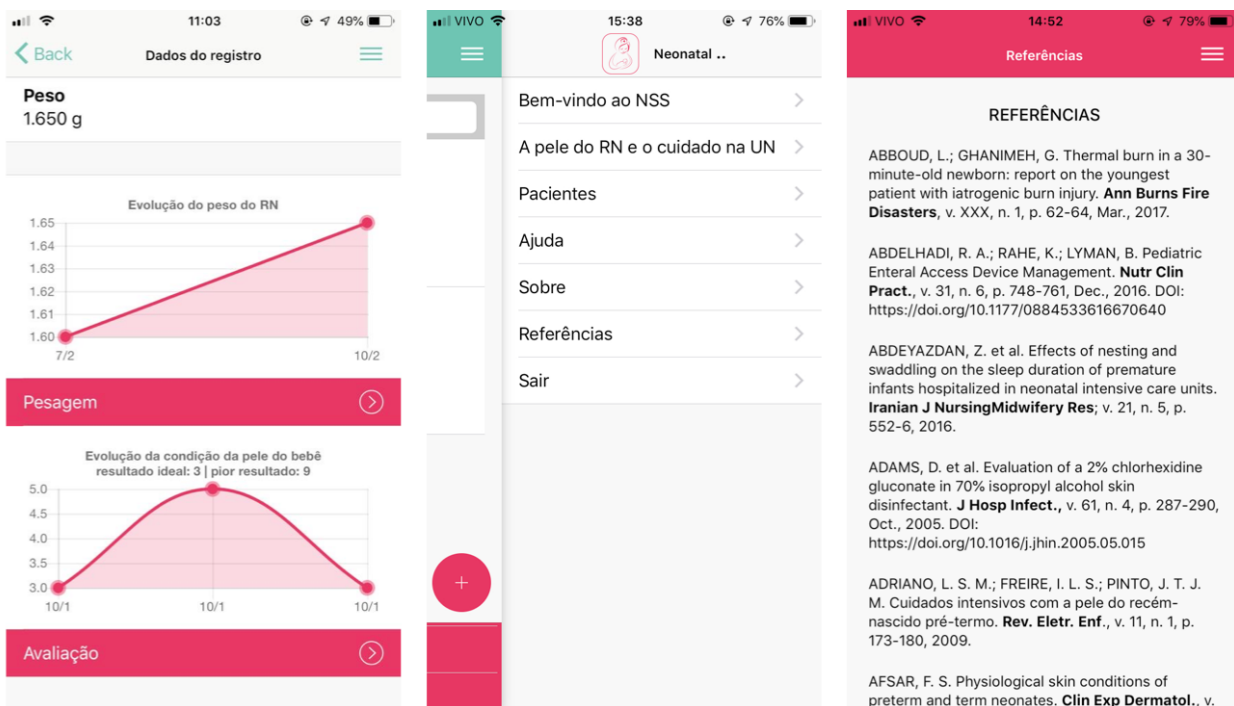 11:03
49%
Back
Dados do registro
Peso
1.650 g
Evolução do peso do RN
1.65
1.64
1.63
1.62
1.61
1.60
7/2
10/2
Pesagem
Evolução da condição da pele do bebê
resultado ideal: 3 | pior resultado: 9
5.0
4.5
4.0
3.5
3.0
10/1
10/1
10/1
Avaliação
VIVO
15:38
76%
Neonatal ..
Bem-vindo ao NSS
A pele do RN e o cuidado na UN
Pacientes
Ajuda
Sobre
Referências
Sair
+
VIVO
14:52
79%
Referências
REFERÊNCIAS
ABBOUD, L.; GHANIMEH, G. Thermal burn in a 30-
minute-old newborn: report on the youngest
patient with iatrogenic burn injury. Ann Burns Fire
Disasters, v. XXX, n. 1, p. 62-64, Mar., 2017.
ABDELHADI, R. A.; RAHE, K.; LYMAN, B. Pediatric
Enteral Access Device Management. Nutr Clin
Pract., v. 31, n. 6, p. 748-761, Dec., 2016. DOI:
https://doi.org/10.1177/0884533616670640
ABDEYAZDAN, Z. et al. Effects of nesting and
swaddling on the sleep duration of premature
infants hospitalized in neonatal intensive care units.
Iranian J NursingMidwifery Res; v. 21, n. 5, p.
552-6, 2016.
ADAMS, D. et al. Evaluation of a 2% chlorhexidine
gluconate in 70% isopropyl alcohol skin
disinfectant. J Hosp Infect., v. 61, n. 4, p. 287-290,
Oct., 2005. DOI:
https://doi.org/10.1016/j.jhin.2005.05.015
ADRIANO, L. S. M.; FREIRE, I. L. S.; PINTO, J. T. J.
M. Cuidados intensivos com a pele do recém-
nascido pré-termo. Rev. Eletr. Enf., v. 11, n. 1, p.
173-180, 2009.
AFSAR, F. S. Physiological skin conditions of
preterm and term neonates. Clin Exp Dermatol., v.